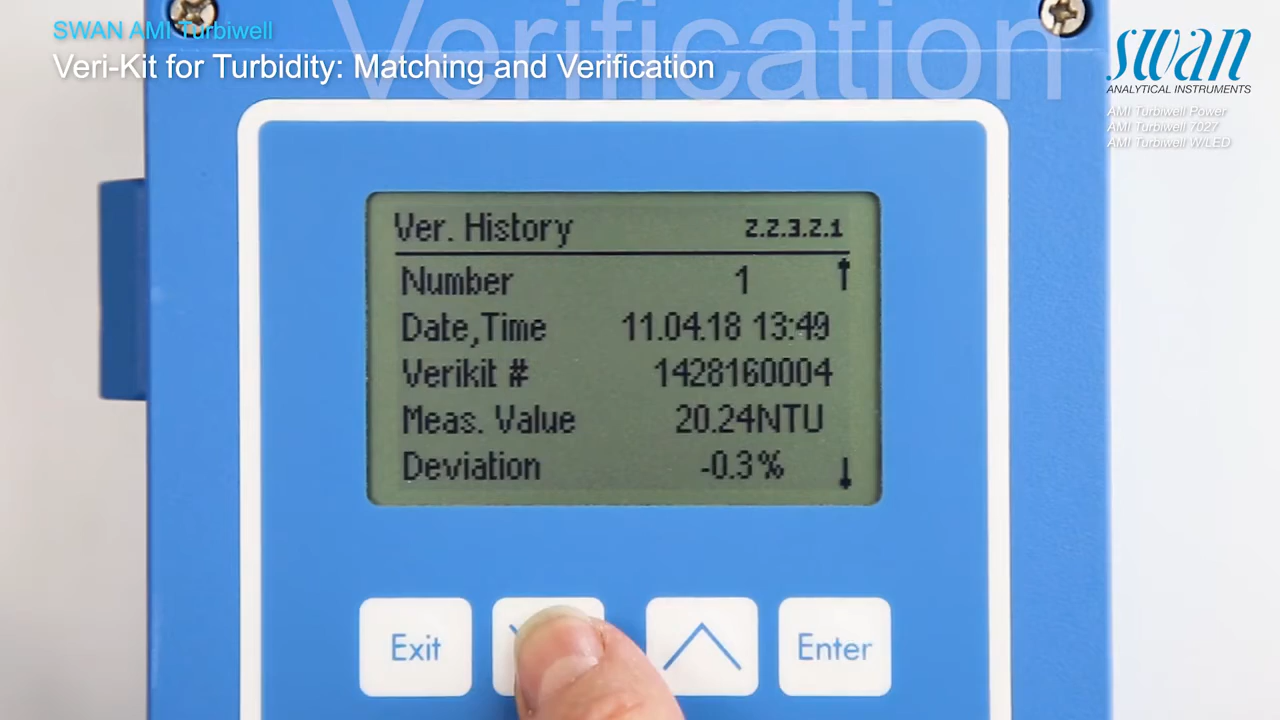 Verification
SWAN AMI Turbiwell
Veri-Kit for Turbidity: Matching and Verification
swan
ANALYTICAL INSTRUMENTS
AMI Turbiwell Power
AMI Turbiwell 7027
AMI Turbiwell W/LED
Ver. History 2.2.3.2.1
Number 1
Date,Time 11.04.18 13:49
Verikit # 1428160004
Meas. Value 20.24NTU
Deviation -0.3%
Exit Enter